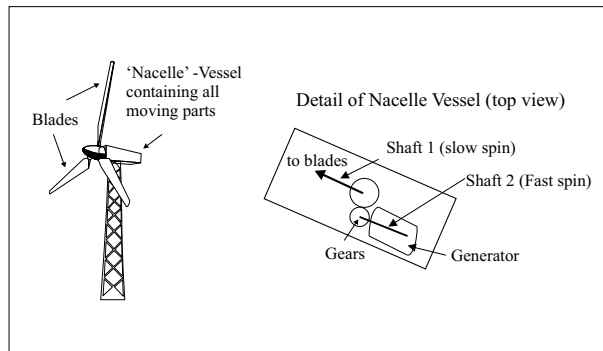 ‘Nacelle’ -Vessel
containing all
moving parts
Blades
Detail of Nacelle Vessel (top view)
Shaft 1 (slow spin)
to blades
Shaft 2 (Fast spin)
Gears
Generator